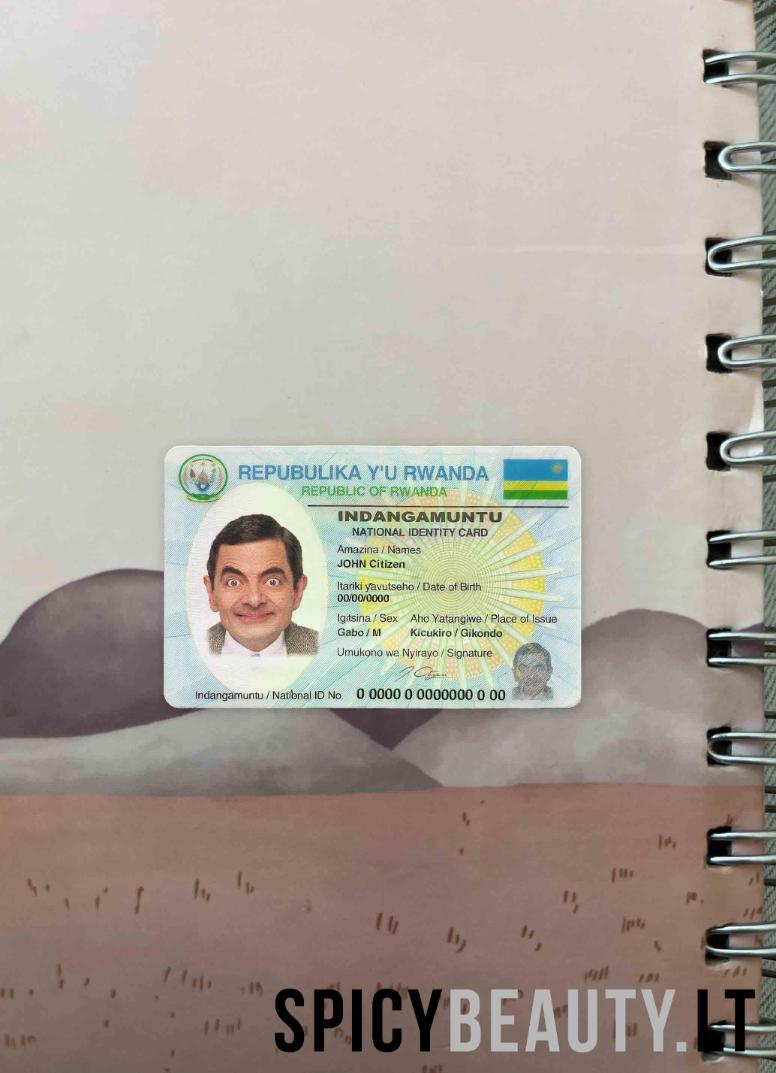 REPUBULIKA Y'U RWANDA
REPUBLIC OF RWANDA
INDANGAMUNTU
NATIONAL IDENTITY CARD
Amazina / Names
JOHN Citizen
Itariki yavutseho / Date of Birth
00/00/0000
Igitsina / Sex Aho Yatangiwe / Place of Issue
Gabo / M Kicukiro / Gikondo
Umukono wa Nyirayo / Signature
Indangamuntu / National ID No. 0 0000 0 0000000 0 00
SPICYBEAUTY.LT